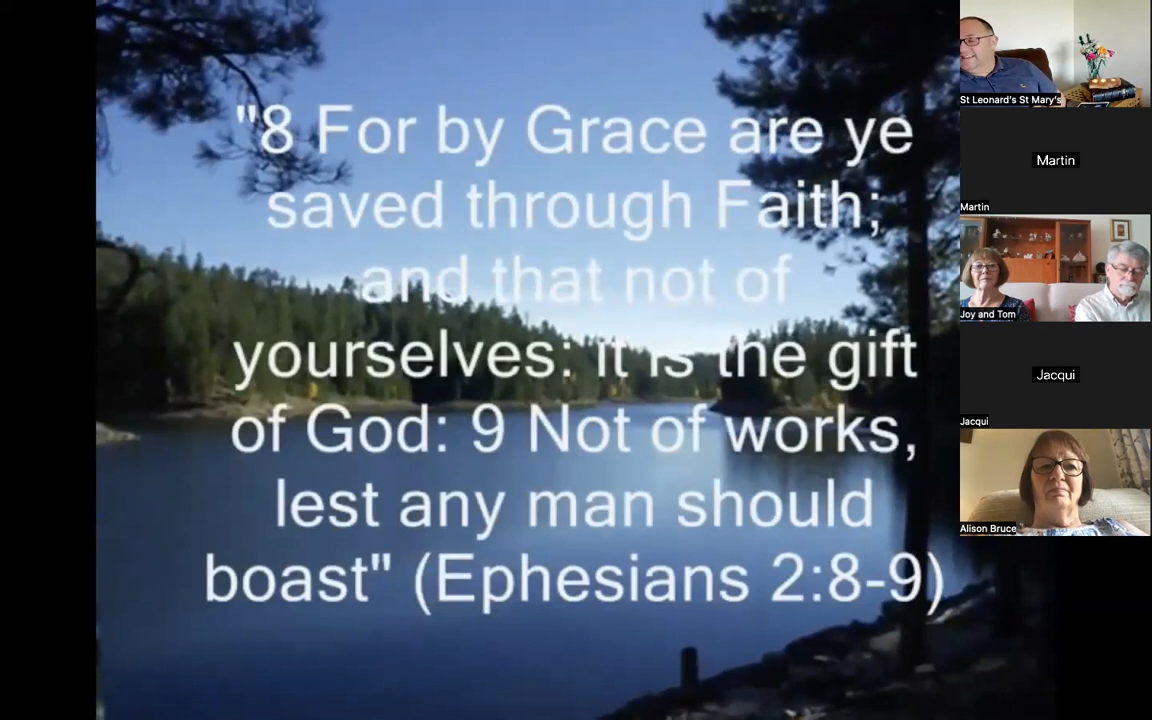 "8 For by Grace are ye
saved through Faith;
and that not of
yourselves: it is the gift
of God: 9 Not of works,
lest any man should
boast" (Ephesians 2:8-9)
St Leonard's St Mary's
Martin
Martin
Joy and Tom
Jacqui
Jacqui
Alison Bruce